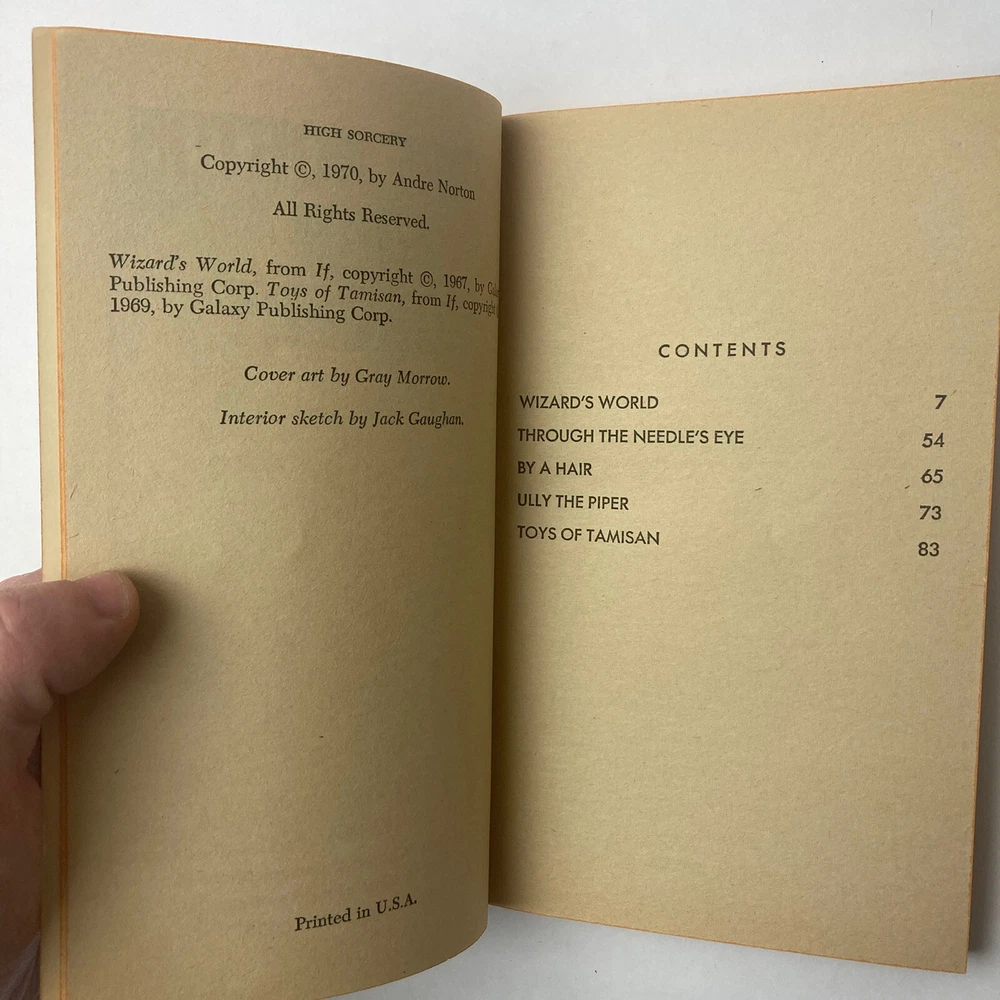 HIGH SORCERY
Copyright ©, 1970, by Andre Norton
All Rights Reserved.
Wizard's World, from If, copyright ©, 1967, by
Publishing Corp. Toys of Tamisan, from If, copyright
1969, by Galaxy Publishing Corp.
Cover art by Gray Morrow.
Interior sketch by Jack Gaughan.
Printed in U.S.A.
CONTENTS
WIZARD'S WORLD 7
THROUGH THE NEEDLE'S EYE 54
BY A HAIR 65
ULLY THE PIPER 73
TOYS OF TAMISAN 83